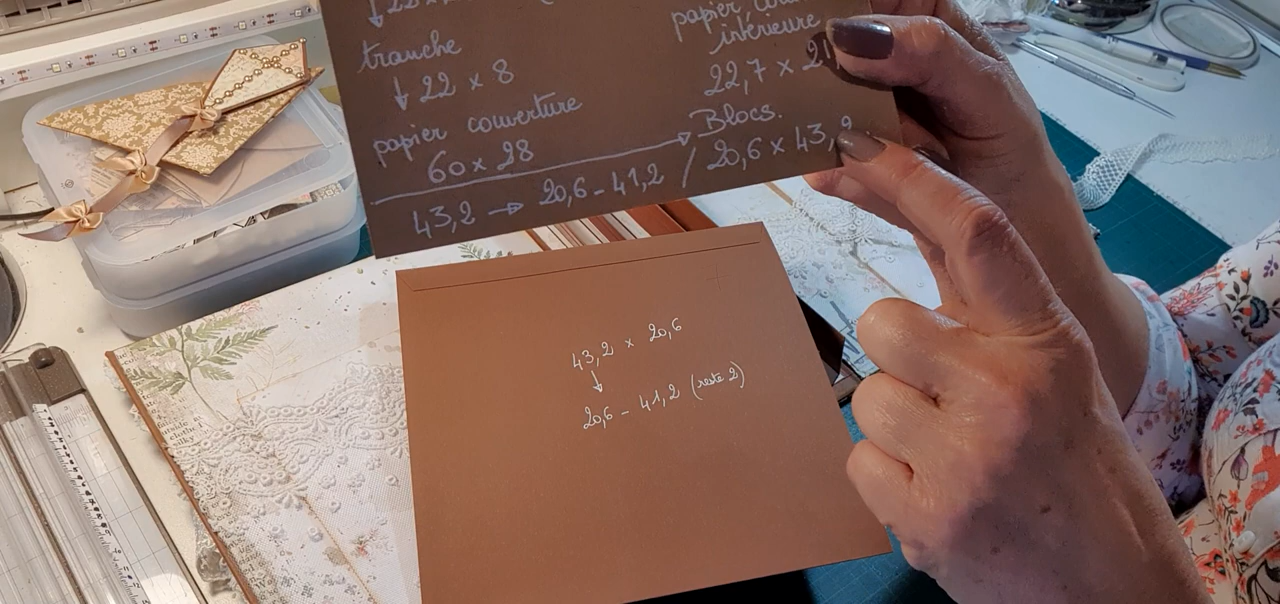 tranche
↓ 22 x 8
papier couverture
60 x 28
papier
intérieure
22,7 x
Blocs.
43,2 → 20,6 - 41,2 / 20,6 x 43,2
43,2 x 20,6
↓
20,6 - 41,2 (reste 2)